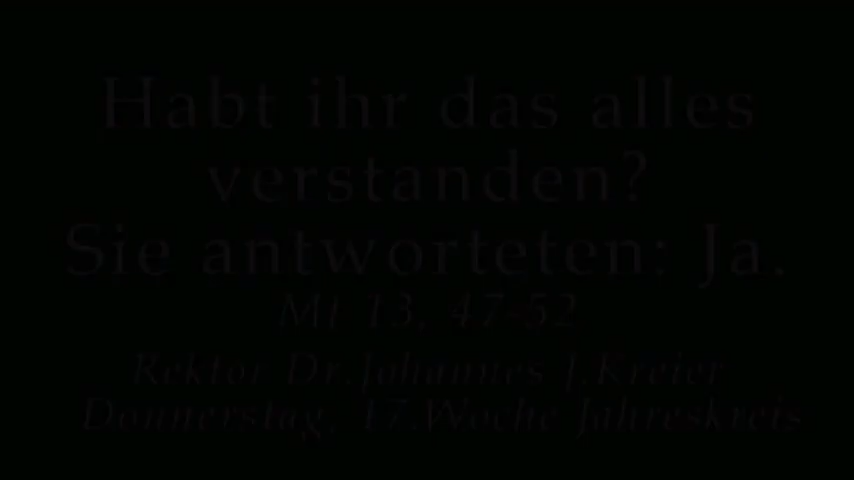 Habt ihr das alles
verstanden?
Sie antworteten: Ja.
Mt 13, 47-52
Rektor Dr.Johannes J.Kreier
Donnerstag, 17.Woche Jahreskreis